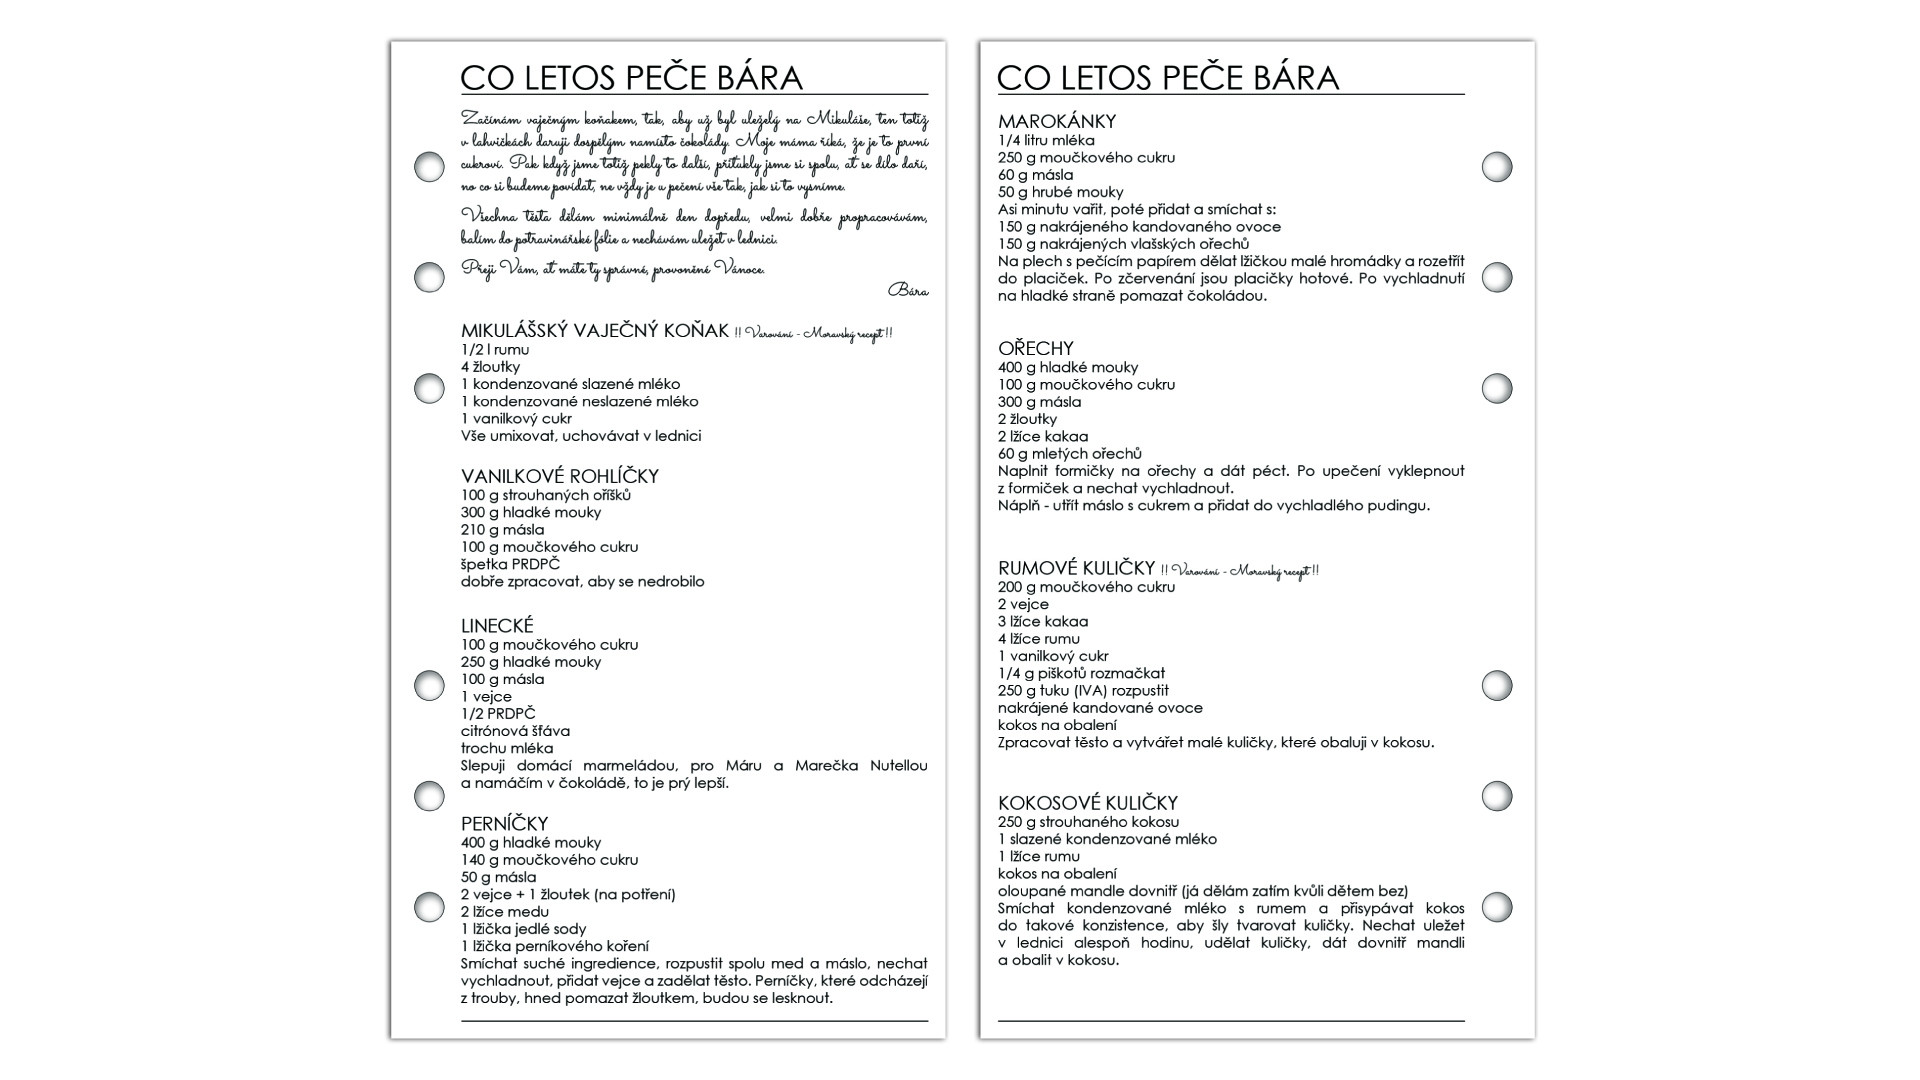 CO LETOS PEČE BÁRA
Začínám vaječným koňakem, tak, aby už byl uležely na Mikuláše, ten totiž
v lahvičkách daruji dospělým namísto čokolády. Moje máma říká, že je to první
cukroví. Pak když jsme totiž pekly to další, přiťukly jsme si spolu, ať se dílo daří,
no co si budeme povídat, ne vždy je u pečení vše tak, jak si to vysníme.
Všechna těsta dělám minimálně den dopředu, velmi dobře propracovávám,
balím do potravinářské fólie a nechávám uležet v lednici.
Přeji Vám, ať máte ty správné, provoněné Vánoce.
Bára
MIKULÁŠSKÝ VAJEČNÝ KOŇAK !! Varování - Moravský recept !!
1/2 l rumu
4 žloutky
1 kondenzované slazené mléko
1 kondenzované neslazené mléko
1 vanilkový cukr
Vše umixovat, uchovávat v lednici
VANILKOVÉ ROHLÍČKY
100 g strouhaných oříšků
300 g hladké mouky
210 g másla
100 g moučkového cukru
špetka PRDPČ
dobře zpracovat, aby se nedrobilo
LINECKÉ
100 g moučkového cukru
250 g hladké mouky
100 g másla
1 vejce
1/2 PRDPČ
citrónová šťáva
trochu mléka
Slepuji domácí marmeládou, pro Máru a Marečka Nutellou
a namáčím v čokoládě, to je prý lepší.
PERNÍČKY
400 g hladké mouky
140 g moučkového cukru
50 g másla
2 vejce + 1 žloutek (na potření)
2 lžíce medu
1 lžička jedlé sody
1 lžička perníkového koření
Smíchat suché ingredience, rozpustit spolu med a máslo, nechat
vychladnout, přidat vejce a zadělat těsto. Perníčky, které odcházejí
z trouby, hned pomazat žloutkem, budou se lesknout.
CO LETOS PEČE BÁRA
MAROKÁNKY
1/4 litru mléka
250 g moučkového cukru
60 g másla
50 g hrubé mouky
Asi minutu vařit, poté přidat a smíchat s:
150 g nakrájeného kandovaného ovoce
150 g nakrájených vlašských ořechů
Na plech s pečícím papírem dělat lžičkou malé hromádky a rozetřít
do placiček. Po zčervenání jsou placičky hotové. Po vychladnutí
na hladké straně pomazat čokoládou.
OŘECHY
400 g hladké mouky
100 g moučkového cukru
300 g másla
2 žloutky
2 lžíce kakaa
60 g mletých ořechů
Naplnit formičky na ořechy a dát péct. Po upečení vyklepnout
z formiček a nechat vychladnout.
Náplň - utřít máslo s cukrem a přidat do vychladlého pudingu.
RUMOVÉ KULIČKY !! Varování - Moravský recept !!
200 g moučkového cukru
2 vejce
3 lžíce kakaa
4 lžíce rumu
1 vanilkový cukr
1/4 g piškotů rozmačkat
250 g tuku (IVA) rozpustit
nakrájené kandované ovoce
kokos na obalení
Zpracovat těsto a vytvářet malé kuličky, které obaluji v kokosu.
KOKOSOVÉ KULIČKY
250 g strouhaného kokosu
1 slazené kondenzované mléko
1 lžíce rumu
kokos na obalení
oloupané mandle dovnitř (já dělám zatím kvůli dětem bez)
Smíchat kondenzované mléko s rumem a přisypávat kokos
do takové konzistence, aby šly tvarovat kuličky. Nechat uležet
v lednici alespoň hodinu, udělat kuličky, dát dovnitř mandli
a obalit v kokosu.